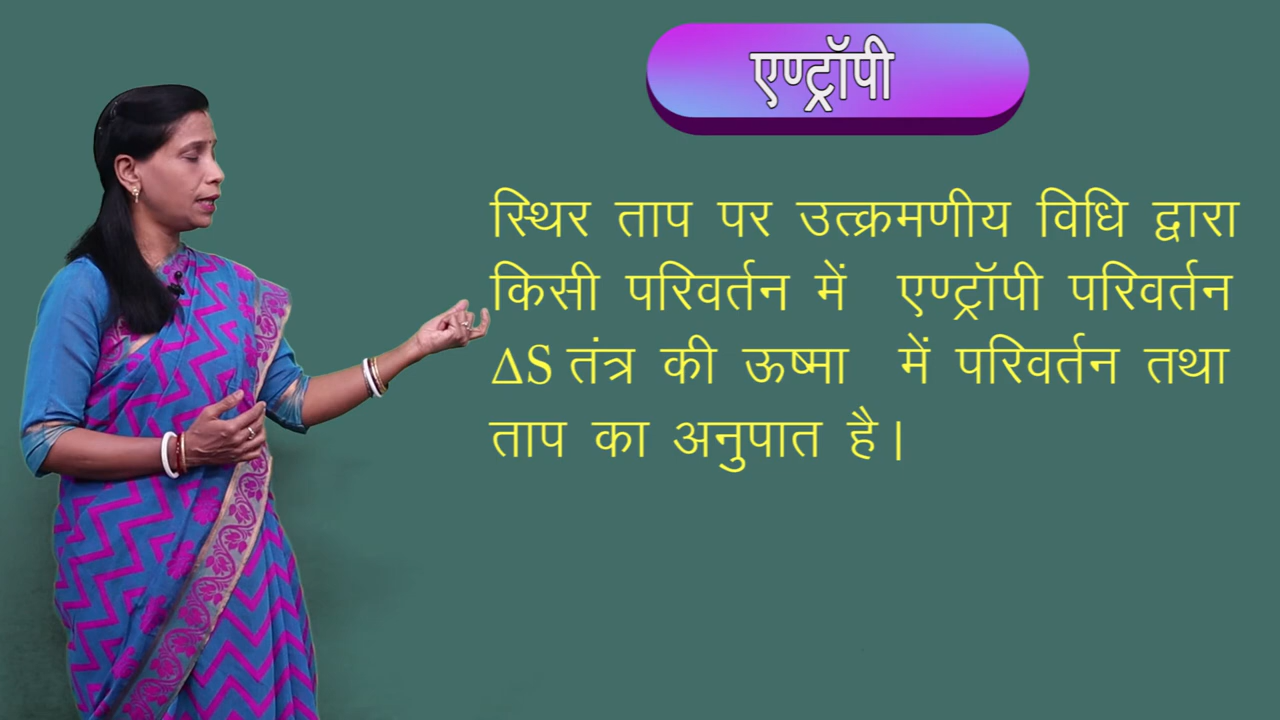 एण्ट्रॉपी
स्थिर ताप पर उत्क्रमणीय विधि द्वारा
किसी परिवर्तन में एण्ट्रॉपी परिवर्तन
ΔS तंत्र की ऊष्मा में परिवर्तन तथा
ताप का अनुपात है।